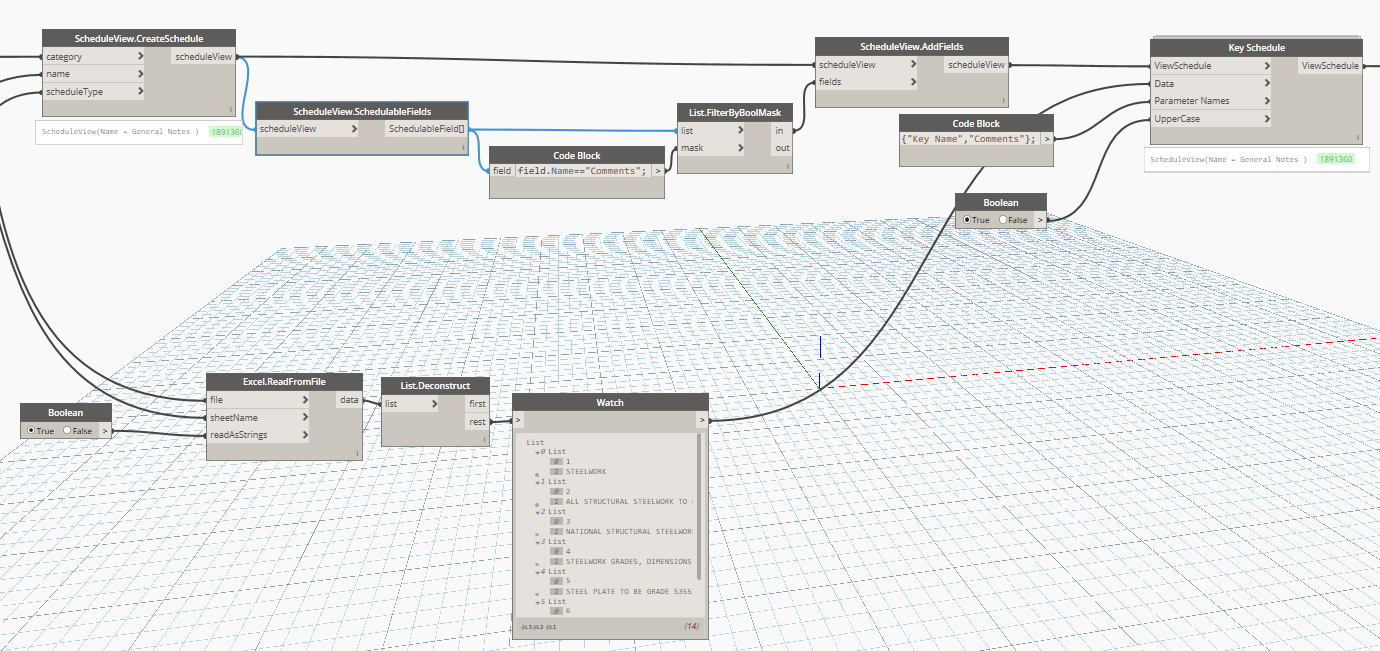 ScheduleView.CreateSchedule
category > scheduleView
name >
scheduleType >
ScheduleView(Name = General Notes ) 1891360
ScheduleView.SchedulableFields
scheduleView > SchedulableField[]
Code Block
field field.Name=="Comments"; >
List.FilterByBoolMask
list > in
mask > out
ScheduleView.AddFields
scheduleView > scheduleView
fields >
Code Block
{"Key Name","Comments"}; >
Boolean
True False >
Key Schedule
ViewSchedule > ViewSchedule
Data >
Parameter Names >
UpperCase >
ScheduleView(Name = General Notes ) 1891360
Boolean
True False >
Excel.ReadFromFile
file > data
sheetName >
readAsStrings >
List.Deconstruct
list > first
rest
Watch
> >
List
0 List
0 1
1 STEELWORK
1 List
0 2
1 ALL STRUCTURAL STEELWORK TO
2 List
0 3
1 NATIONAL STRUCTURAL STEELWOR
3 List
0 4
1 STEELWORK GRADES, DIMENSIONS
4 List
0 5
1 STEEL PLATE TO BE GRADE S355
5 List
0 6
@L3 @L2 @L1 {14}